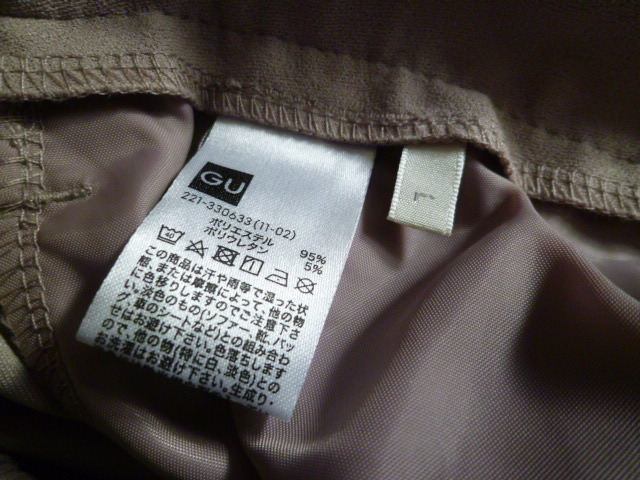 GU
221-330633(11-02)
ポリエステル 95%
ポリウレタン 5%
この商品は汗や雨等で湿った状
態、または摩擦によって、他の物
に色移りしますのでご注意下さ
い。淡色のもの(ソファー、靴、バッ
グ、車のシートなど)との組み合わ
せはお避け下さい。色落ちします
ので、他の物(特に白、淡色)との
お洗濯はお避け下さい。生成り・
L